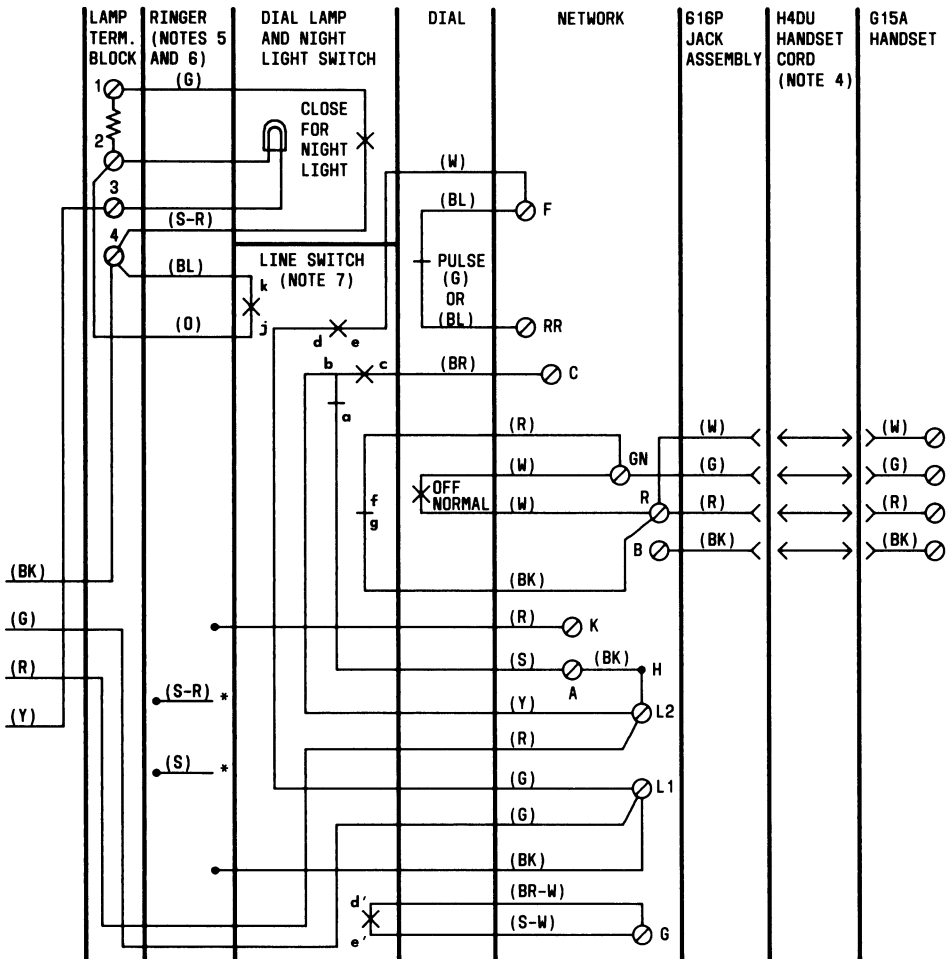 LAMP TERM. BLOCK
RINGER (NOTES 5 AND 6)
DIAL LAMP AND NIGHT LIGHT SWITCH
DIAL
NETWORK
616P JACK ASSEMBLY
H4DU HANDSET CORD (NOTE 4)
G15A HANDSET
1
(G)
CLOSE FOR NIGHT LIGHT
2
3
(W)
(BL)
F
(S-R)
4
(BL)
LINE SWITCH (NOTE 7)
k
PULSE (G) OR (BL)
(O)
j
d
e
RR
b
c
(BR)
C
a
(R)
(W)
(W)
GN
(W)
(G)
(G)
OFF NORMAL
f
g
(W)
R
(R)
(R)
B
(BK)
(BK)
(BK)
(BK)
(G)
(R)
K
(R)
(S)
(BK)
H
A
(S-R) *
(Y)
(Y)
L2
(R)
(S) *
(G)
L1
(G)
(BK)
(BR-W)
d'
(S-W)
e'
G